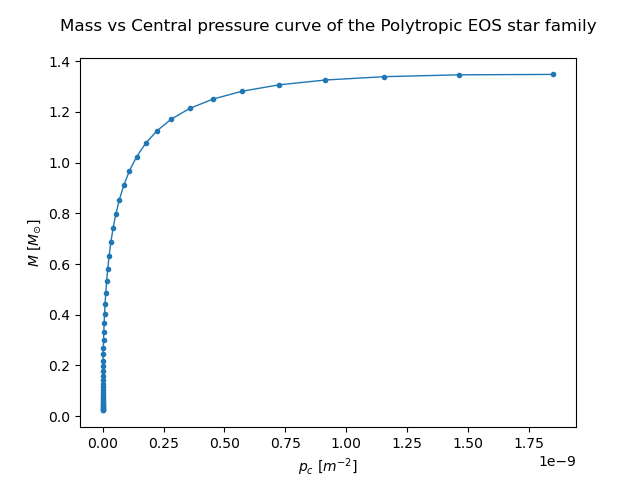 Mass vs Central pressure curve of the Polytropic EOS star family
1.4
1.2
1.0
0.8
0.6
0.4
0.2
0.0
M [M☉]
0.00 0.25 0.50 0.75 1.00 1.25 1.50 1.75
1e−9
p_c [m⁻²]